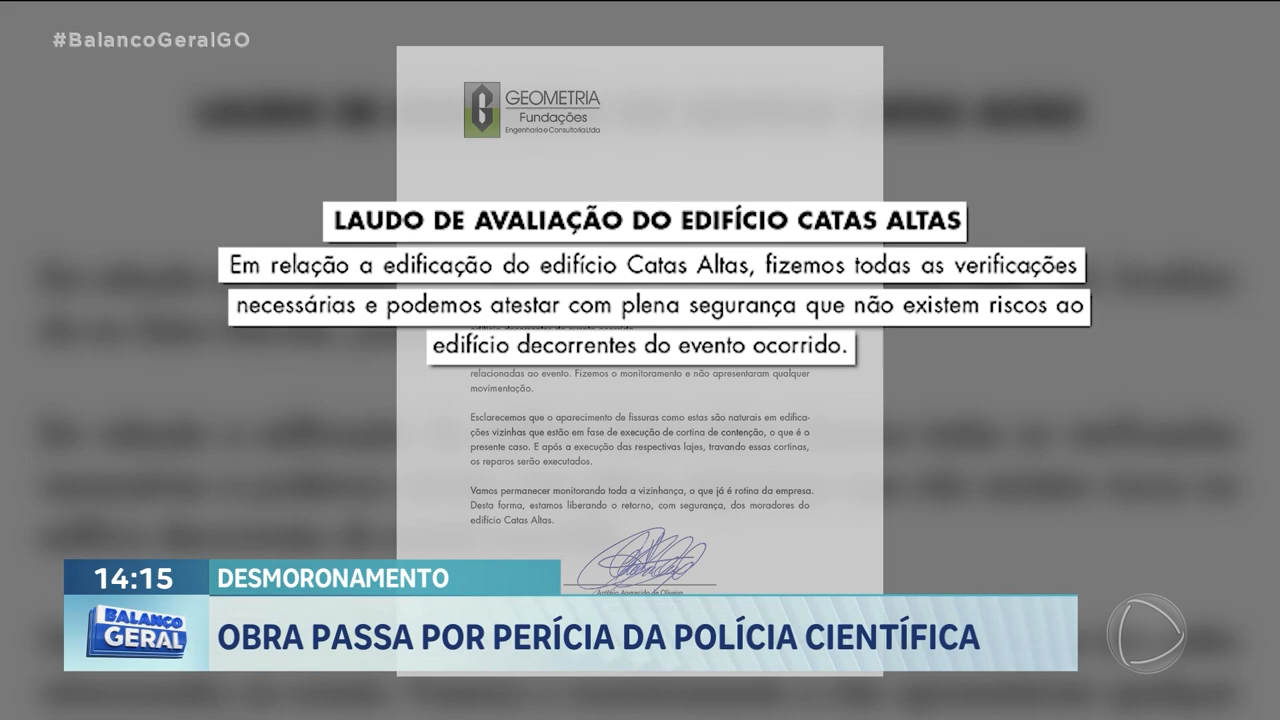 #BalancoGeralGO
GEOMETRIA
Fundações
Engenharia e Consultoria Ltda
LAUDO DE AVALIAÇÃO DO EDIFÍCIO CATAS ALTAS
Em relação a edificação do edifício Catas Altas, fizemos todas as verificações
necessárias e podemos atestar com plena segurança que não existem riscos ao
edifício decorrentes do evento ocorrido.
relacionadas ao evento. Fizemos o monitoramento e não apresentaram qualquer
movimentação.
Esclarecemos que o aparecimento de fissuras como estas são naturais em edifica-
ções vizinhas que estão em fase de execução de cortina de contenção, o que é o
presente caso. E após a execução das respectivas lajes, travando essas cortinas,
os reparos serão executados.
Vamos permanecer monitorando toda a vizinhança, o que já é rotina da empresa.
Desta forma, estamos liberando o retorno, com segurança, dos moradores do
edifício Catas Altas.
Antônio Aparecido de Oliveira
14:15 DESMORONAMENTO
BALANÇO
GERAL
OBRA PASSA POR PERÍCIA DA POLÍCIA CIENTÍFICA